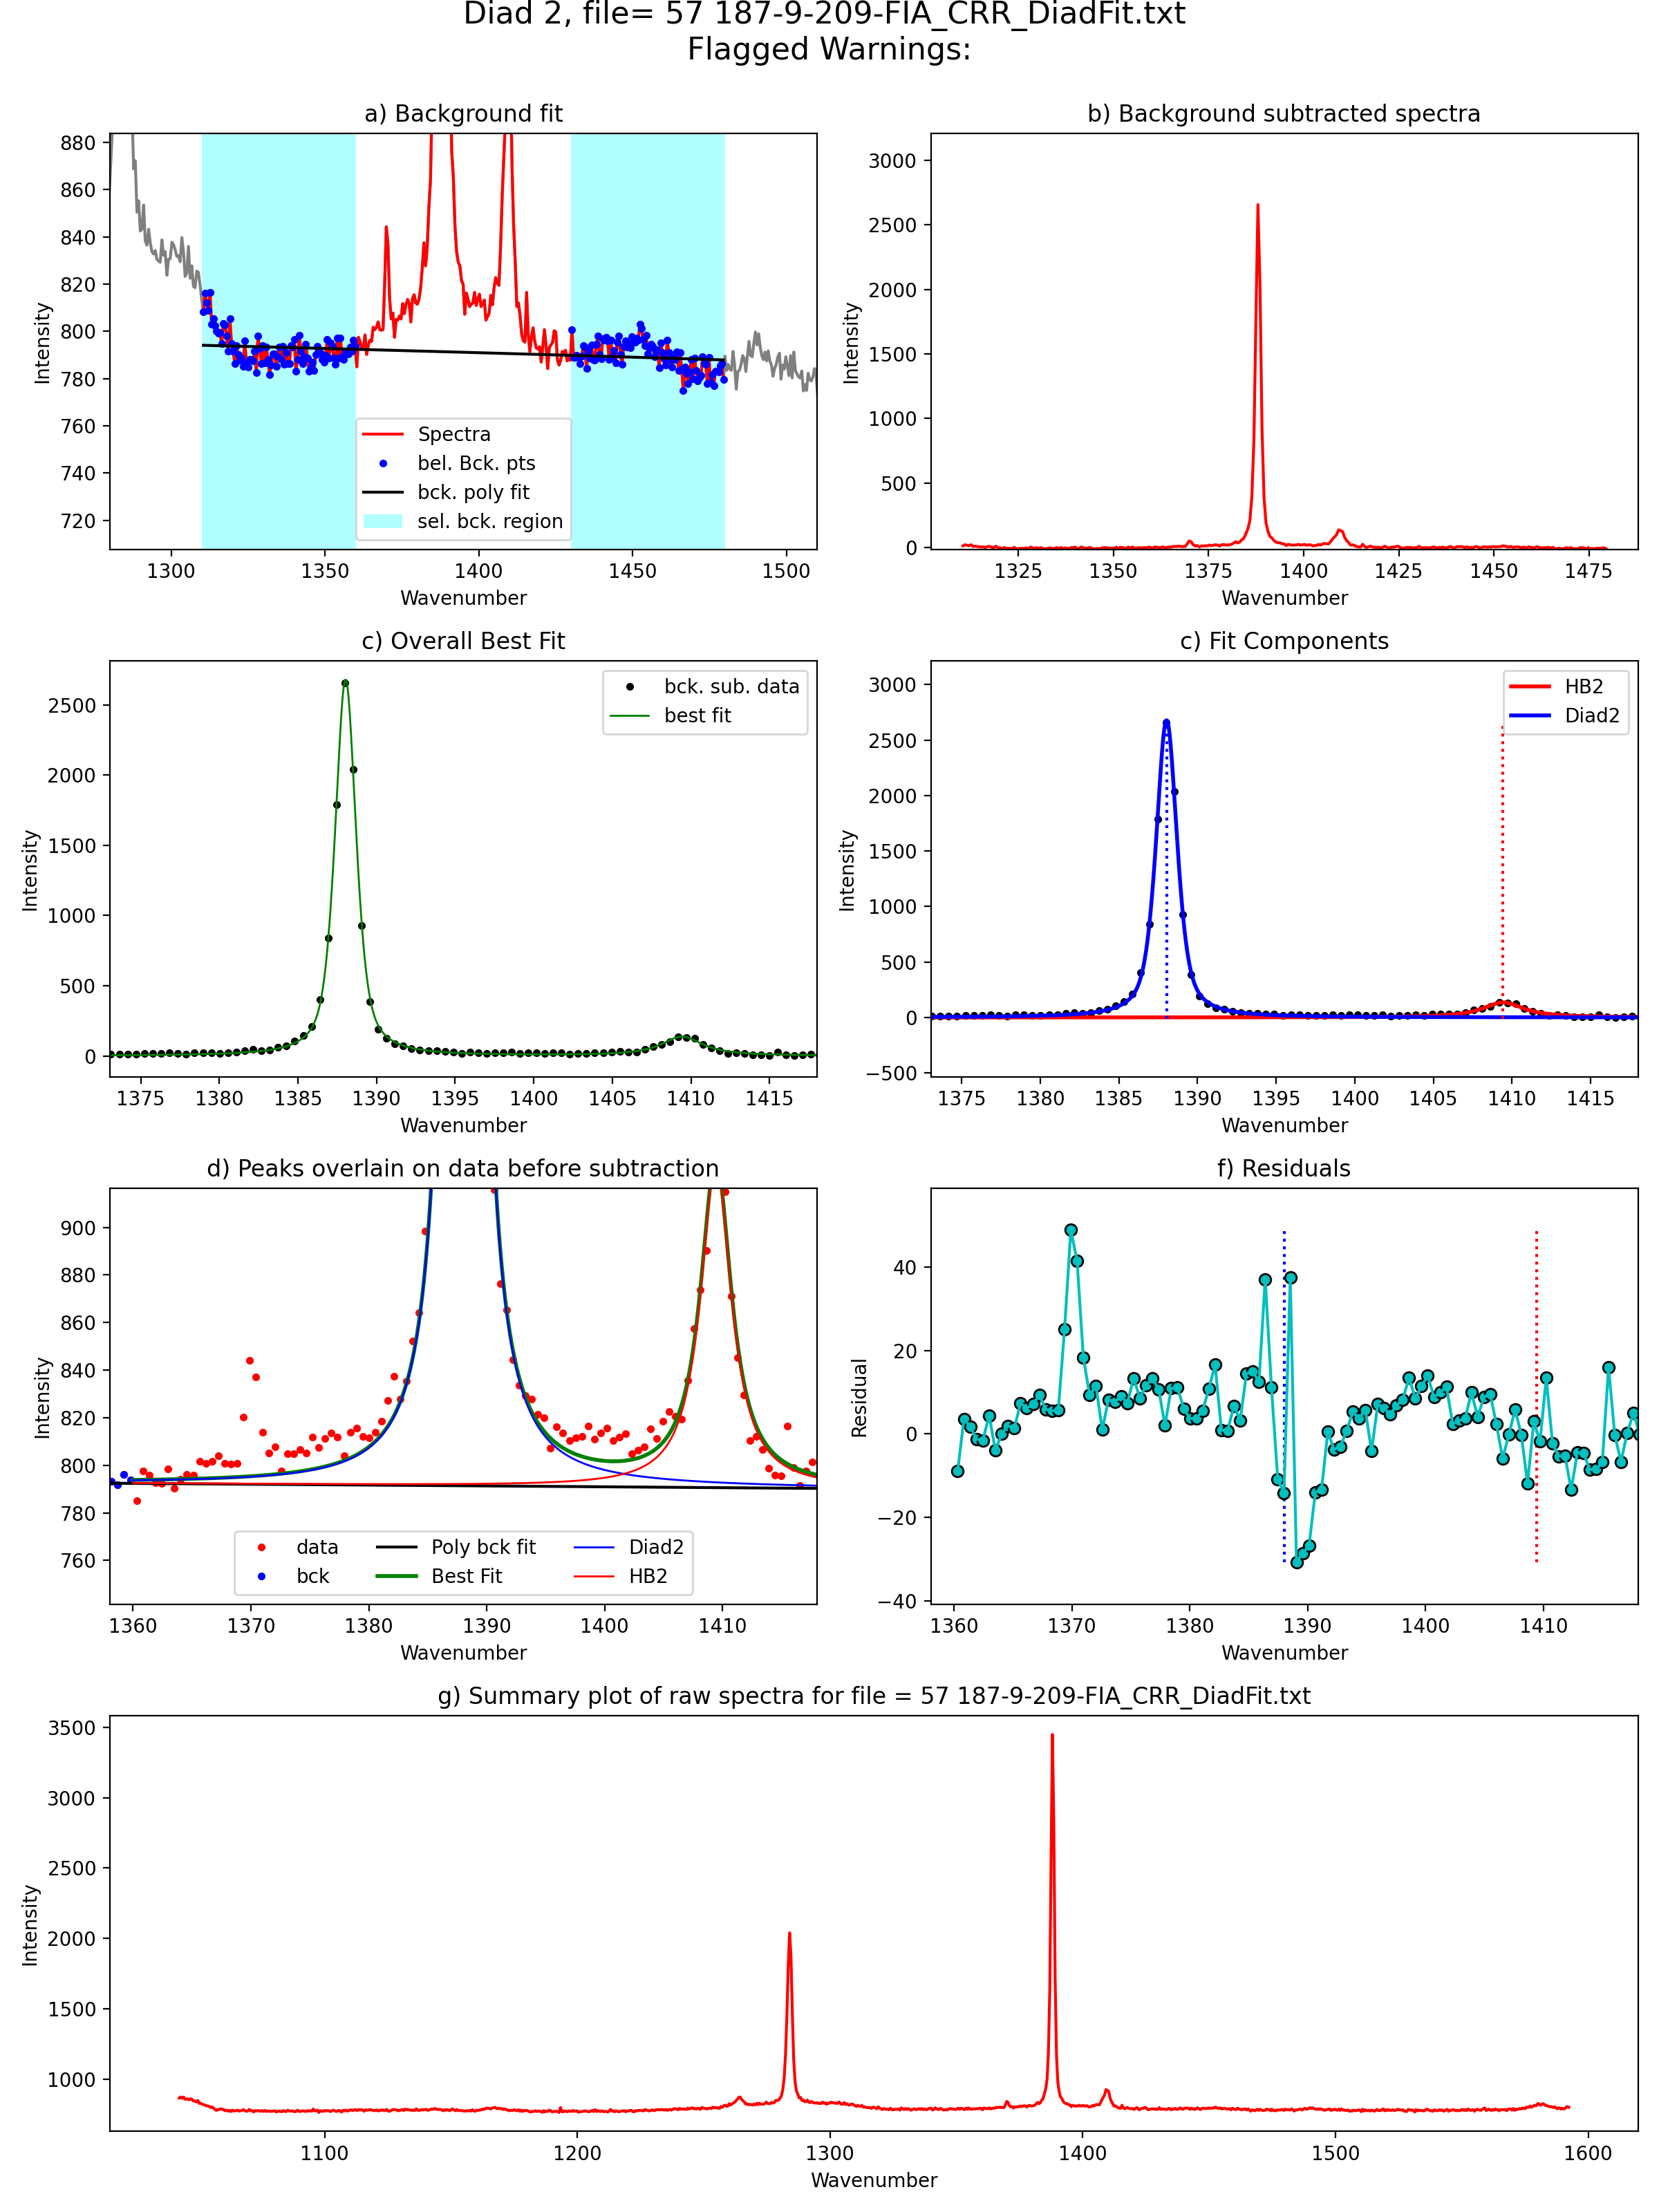 Diad 2, file= 57 187-9-209-FIA_CRR_DiadFit.txt
Flagged Warnings:
a) Background fit
880
860
840
820
800
780
760
740
720
Intensity
Spectra
bel. Bck. pts
bck. poly fit
sel. bck. region
1300 1350 1400 1450 1500
Wavenumber
b) Background subtracted spectra
3000
2500
2000
1500
1000
500
0
Intensity
1325 1350 1375 1400 1425 1450 1475
Wavenumber
c) Overall Best Fit
2500
2000
1500
1000
500
0
Intensity
bck. sub. data
best fit
1375 1380 1385 1390 1395 1400 1405 1410 1415
Wavenumber
c) Fit Components
3000
2500
2000
1500
1000
500
0
−500
Intensity
HB2
Diad2
1375 1380 1385 1390 1395 1400 1405 1410 1415
Wavenumber
d) Peaks overlain on data before subtraction
900
880
860
840
820
800
780
760
Intensity
data Poly bck fit Diad2
bck Best Fit HB2
1360 1370 1380 1390 1400 1410
Wavenumber
f) Residuals
40
20
0
−20
−40
Residual
1360 1370 1380 1390 1400 1410
Wavenumber
g) Summary plot of raw spectra for file = 57 187-9-209-FIA_CRR_DiadFit.txt
3500
3000
2500
2000
1500
1000
Intensity
1100 1200 1300 1400 1500 1600
Wavenumber